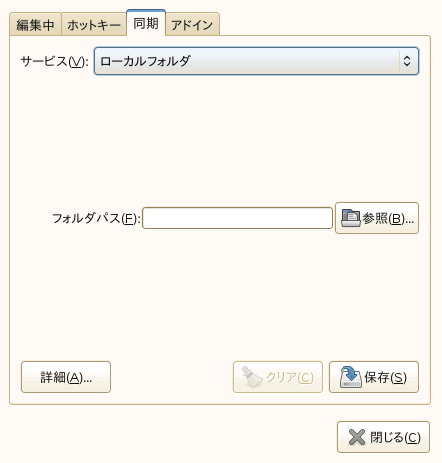 編集中 ホットキー 同期 アドイン
サービス(V): ローカルフォルダ
フォルダパス(F): 参照(B)...
詳細(A)... クリア(C) 保存(S)
閉じる(C)